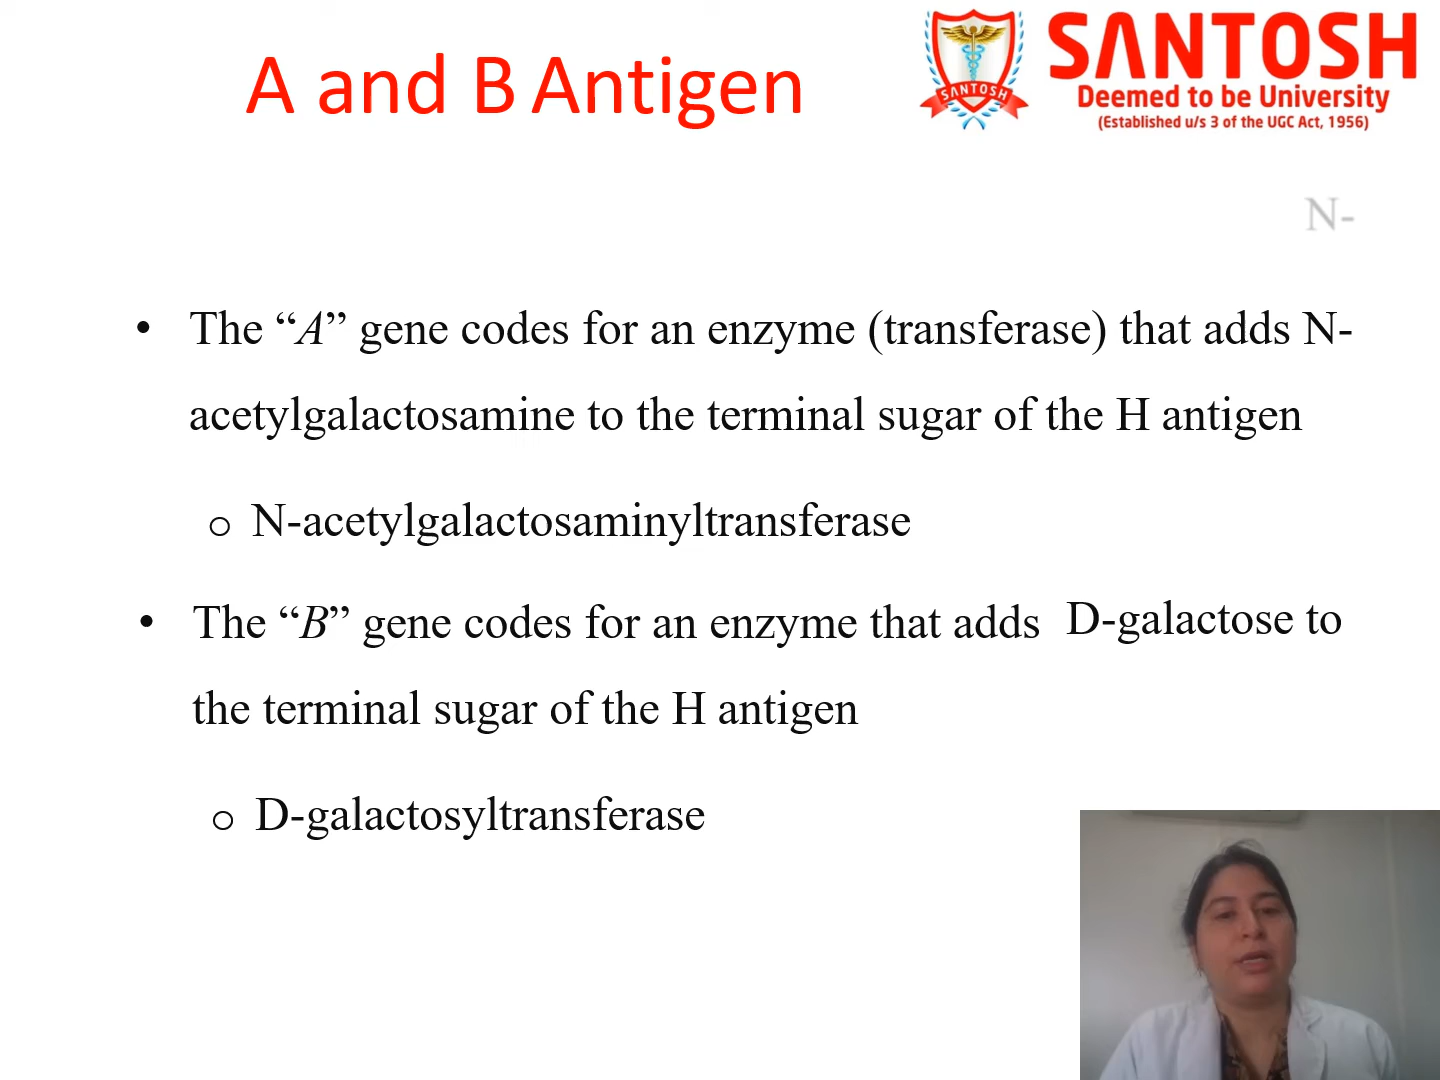 A and B Antigen
SANTOSH
SANTOSH
Deemed to be University
(Established u/s 3 of the UGC Act, 1956)
N-
• The “A” gene codes for an enzyme (transferase) that adds N-
acetylgalactosamine to the terminal sugar of the H antigen
o N-acetylgalactosaminyltransferase
• The “B” gene codes for an enzyme that adds D-galactose to
the terminal sugar of the H antigen
o D-galactosyltransferase